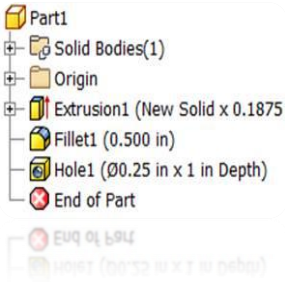 Part1
Solid Bodies(1)
Origin
Extrusion1 (New Solid x 0.1875
Fillet1 (0.500 in)
Hole1 (Ø0.25 in x 1 in Depth)
End of Part